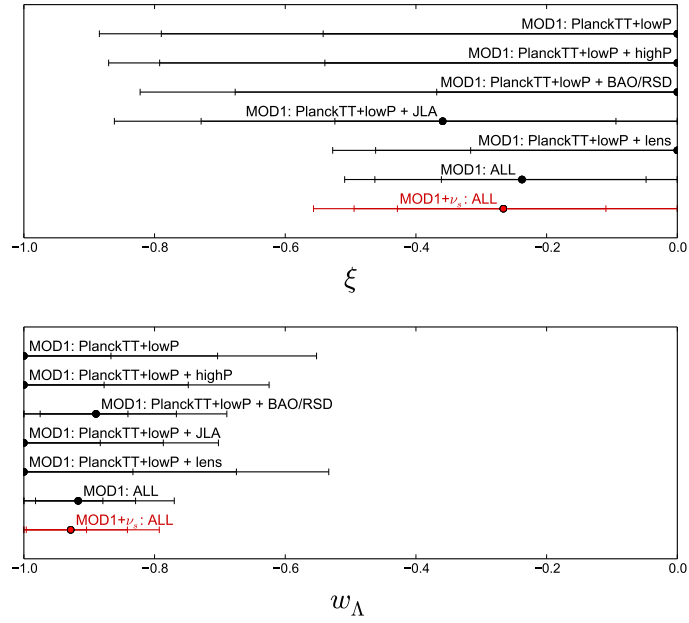 MOD1: PlanckTT+lowP
MOD1: PlanckTT+lowP + highP
MOD1: PlanckTT+lowP + BAO/RSD
MOD1: PlanckTT+lowP + JLA
MOD1: PlanckTT+lowP + lens
MOD1: ALL
MOD1+νs: ALL
−1.0 −0.8 −0.6 −0.4 −0.2 0.0
ξ
MOD1: PlanckTT+lowP
MOD1: PlanckTT+lowP + highP
MOD1: PlanckTT+lowP + BAO/RSD
MOD1: PlanckTT+lowP + JLA
MOD1: PlanckTT+lowP + lens
MOD1: ALL
MOD1+νs: ALL
−1.0 −0.8 −0.6 −0.4 −0.2 0.0
wΛ